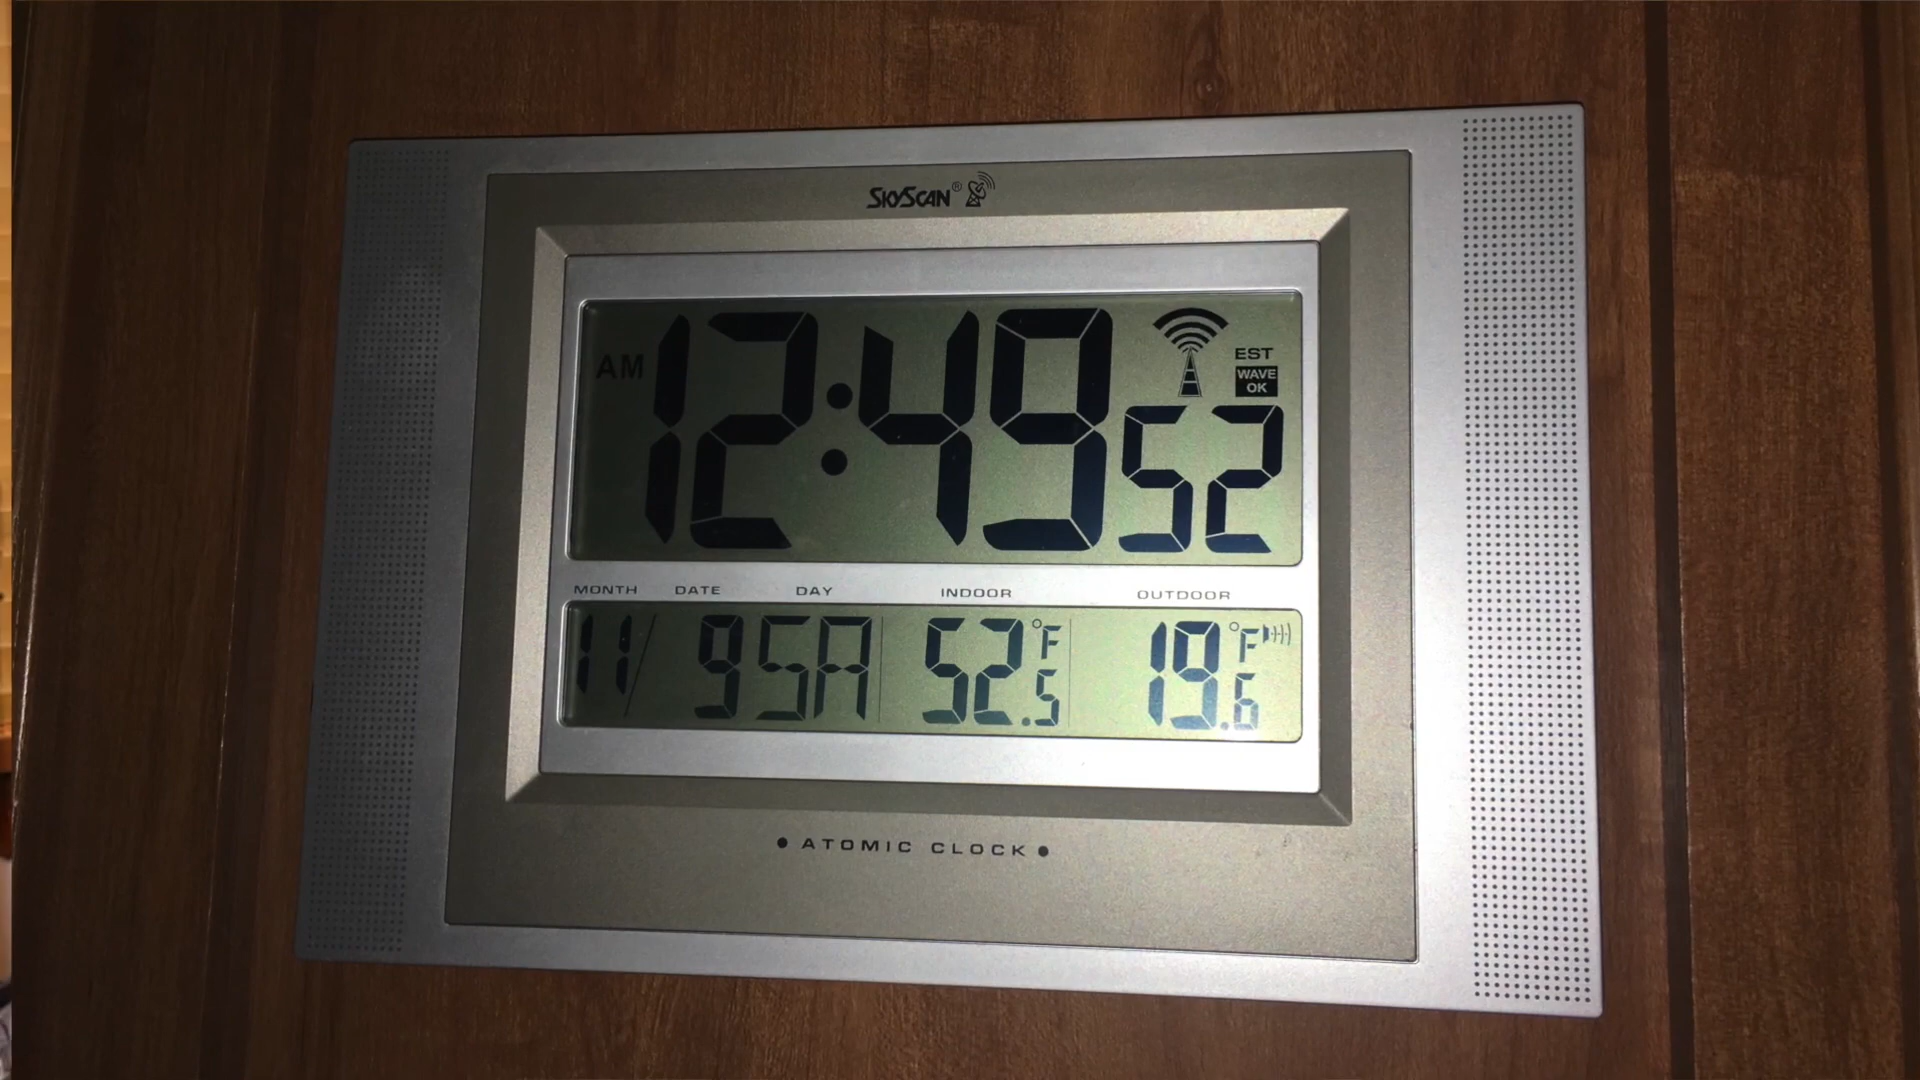 SKYSCAN®
AM 12:49 52
EST
WAVE
OK
MONTH DATE DAY INDOOR OUTDOOR
11/ 9 SA 52.5 °F 19.6 °F
• ATOMIC CLOCK •